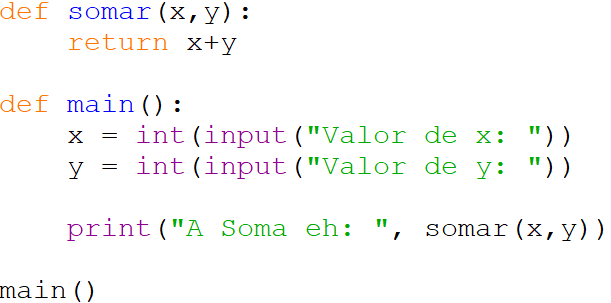 def somar(x,y):
    return x+y

def main():
    x = int(input("Valor de x: "))
    y = int(input("Valor de y: "))

    print("A Soma eh: ", somar(x,y))

main()